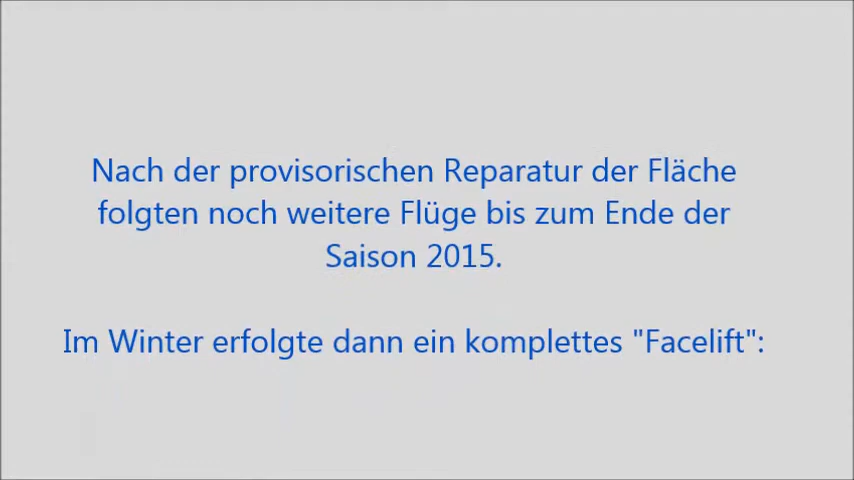 Nach der provisorischen Reparatur der Fläche
folgten noch weitere Flüge bis zum Ende der
Saison 2015.
Im Winter erfolgte dann ein komplettes "Facelift":